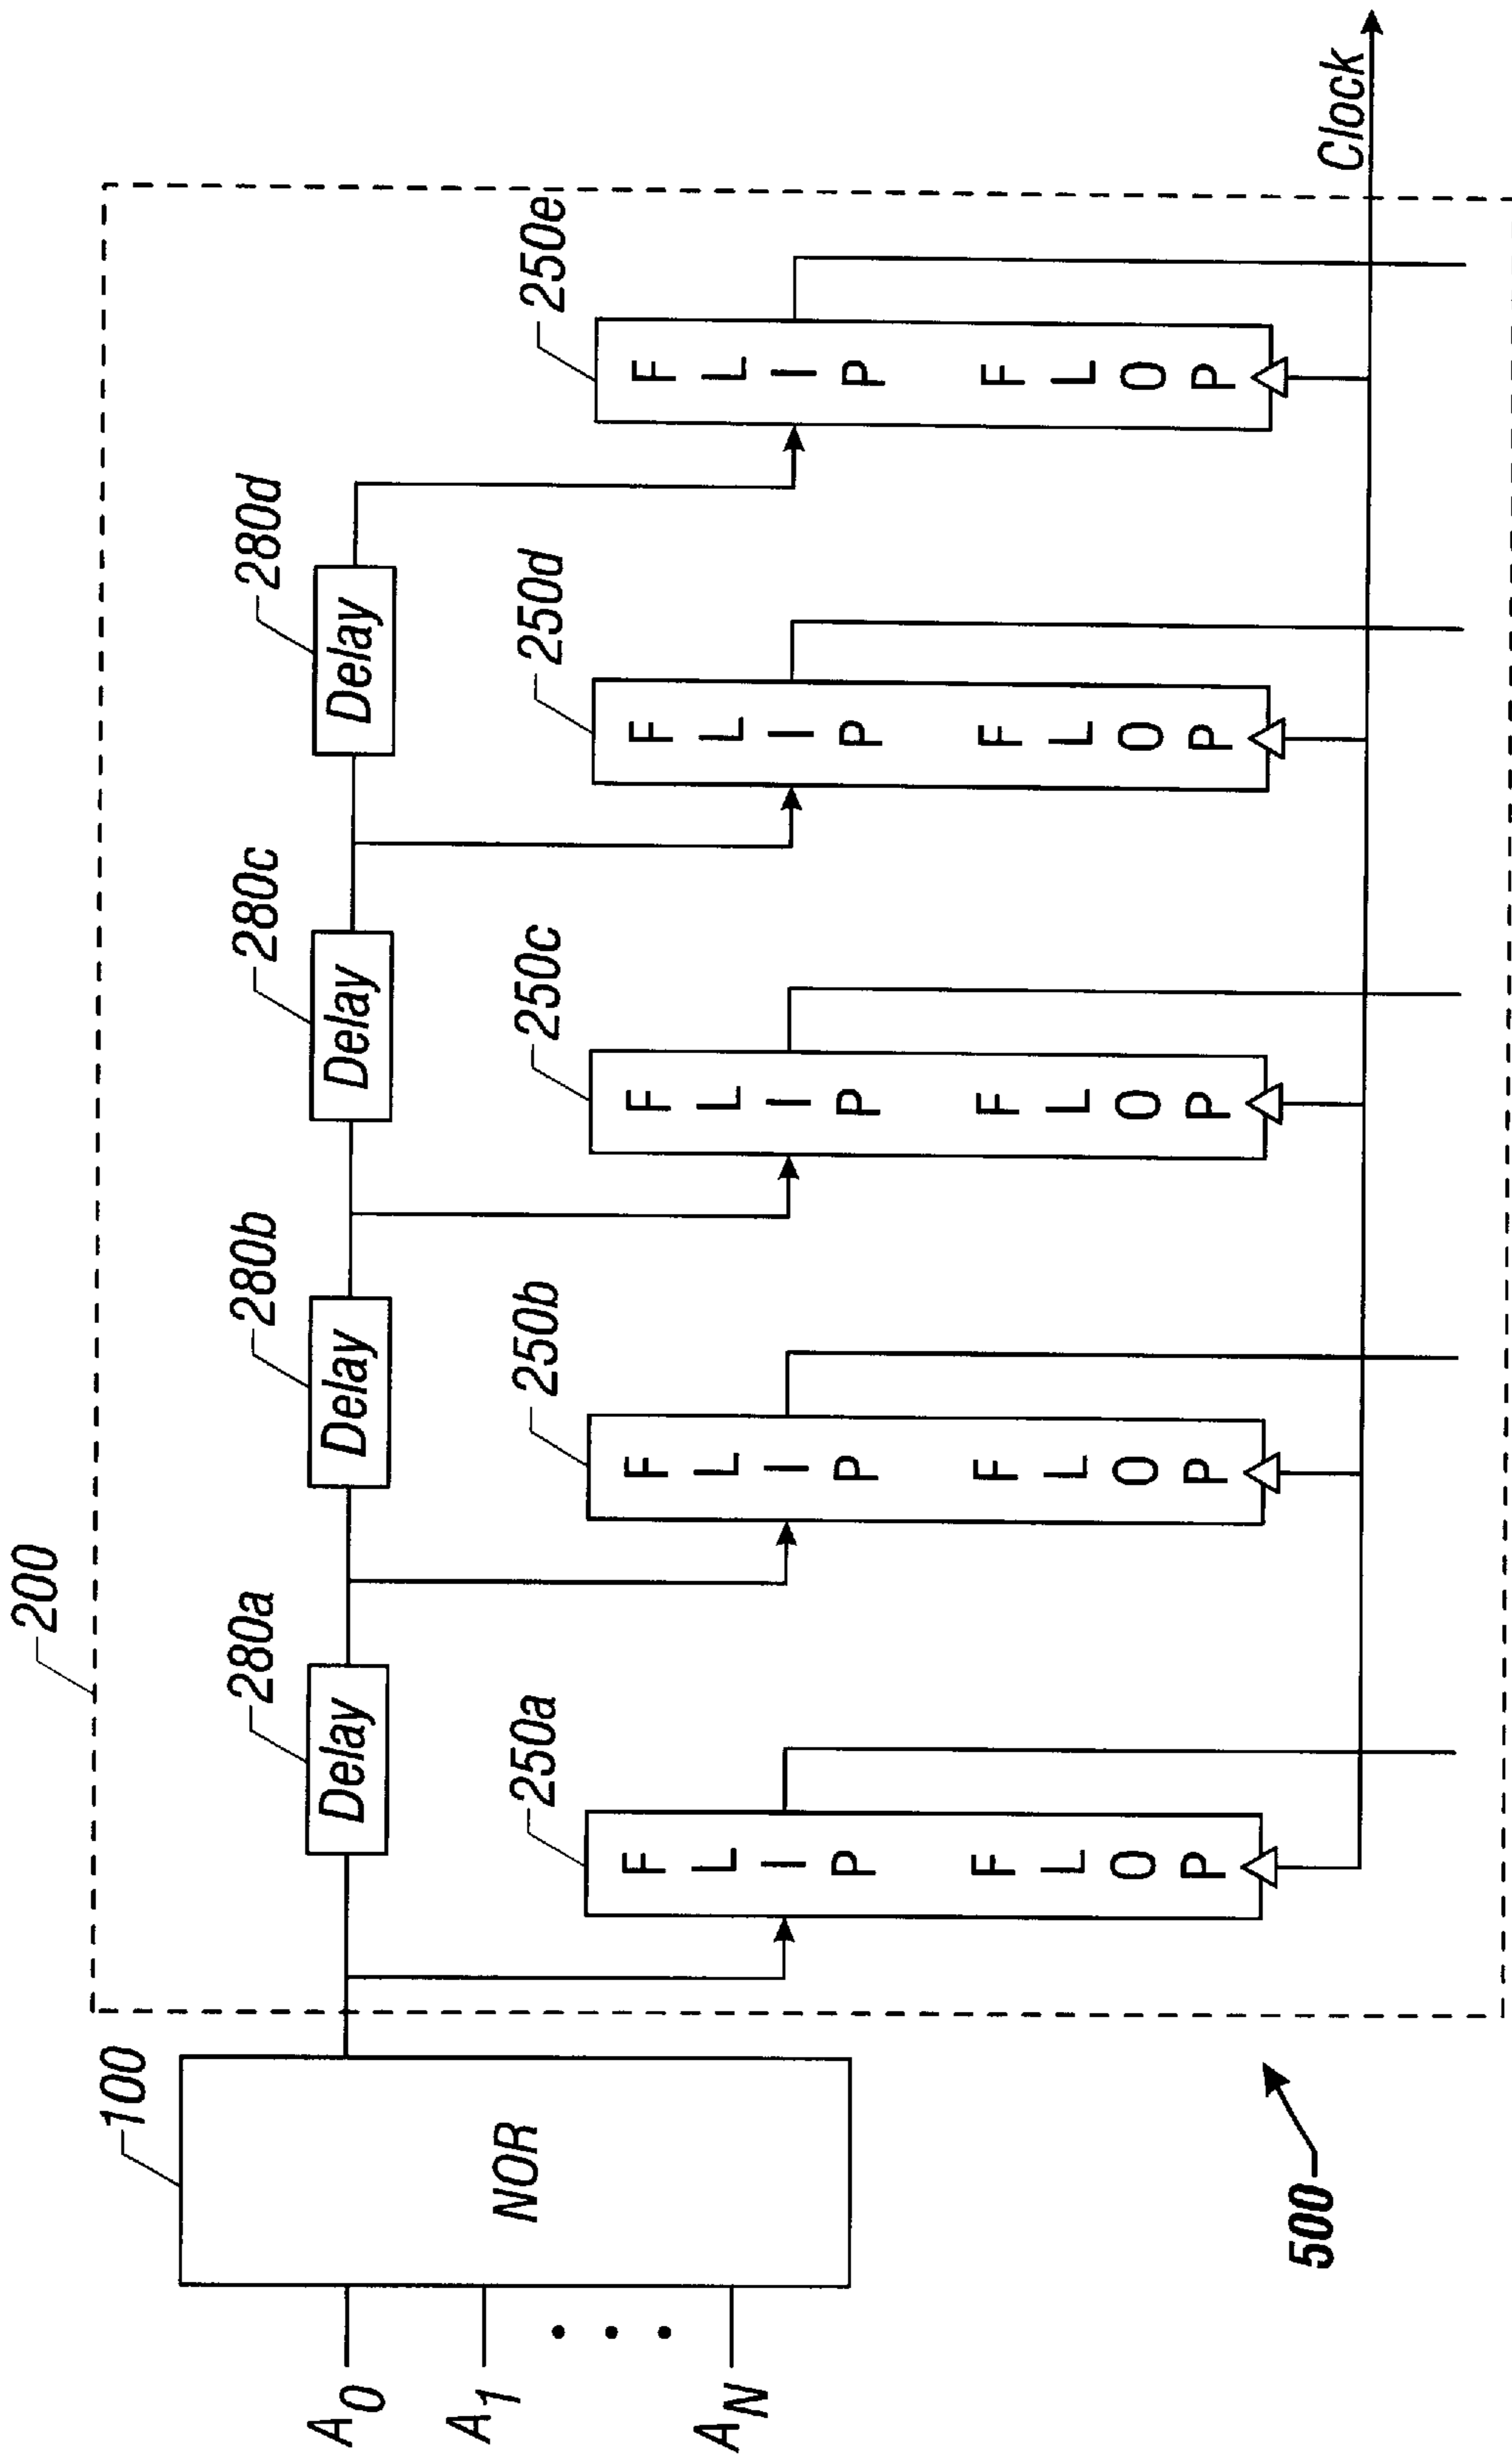 200
280a
280b
280c
280d
Delay
Delay
Delay
Delay
100
250a
250b
250c
250d
250e
A0
A1
AN
NOR
FLIP FLOP
FLIP FLOP
FLIP FLOP
FLIP FLOP
FLIP FLOP
Clock
500